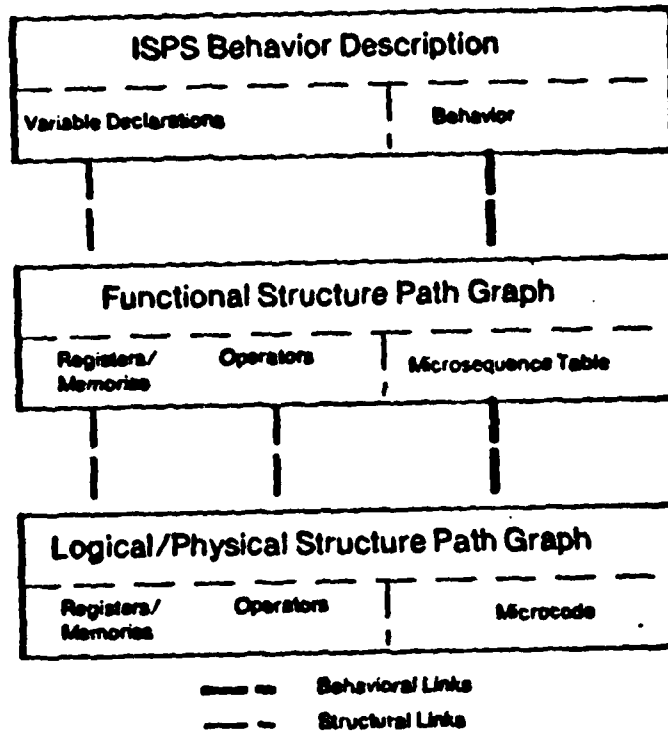 ISPS Behavior Description
Variable Declarations
Behavior
Functional Structure Path Graph
Registers/
Memories
Operators
Microsequence Table
Logical/Physical Structure Path Graph
Registers/
Memories
Operators
Microcode
Behavioral Links
Structural Links